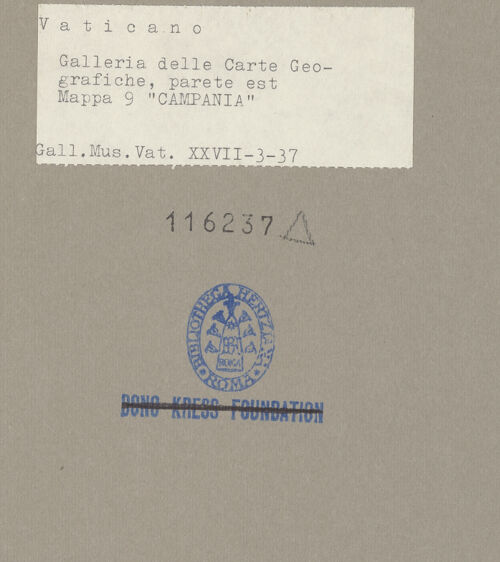 Vaticano
Galleria delle Carte Geo-
grafiche, parete est
Mappa 9 "CAMPANIA"
Gall.Mus.Vat. XXVII-3-37
116237
BIBLIOTHECA HERTZIANA
ROMA
DONO KRESS FOUNDATION